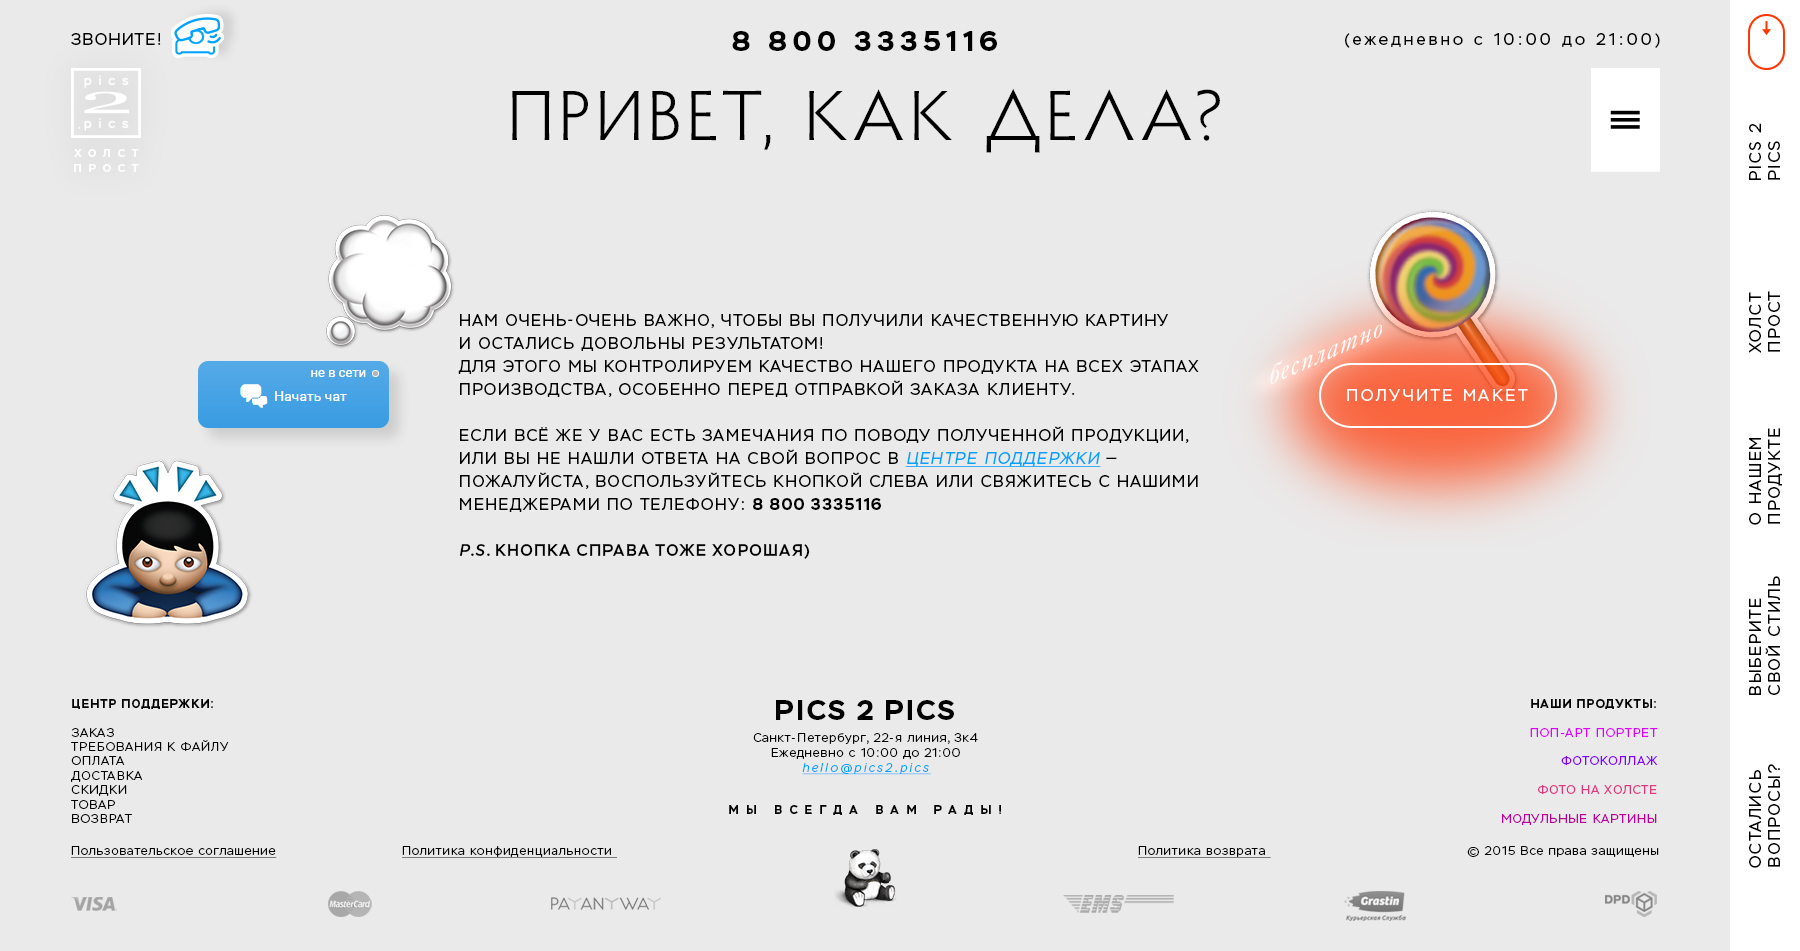 ЗВОНИТЕ!
8 800 3335116
(ежедневно с 10:00 до 21:00)
pics
2
.pics
ХОЛСТ
ПРОСТ
ПРИВЕТ, КАК ДЕЛА?
не в сети
Начать чат
НАМ ОЧЕНЬ-ОЧЕНЬ ВАЖНО, ЧТОБЫ ВЫ ПОЛУЧИЛИ КАЧЕСТВЕННУЮ КАРТИНУ
И ОСТАЛИСЬ ДОВОЛЬНЫ РЕЗУЛЬТАТОМ!
ДЛЯ ЭТОГО МЫ КОНТРОЛИРУЕМ КАЧЕСТВО НАШЕГО ПРОДУКТА НА ВСЕХ ЭТАПАХ
ПРОИЗВОДСТВА, ОСОБЕННО ПЕРЕД ОТПРАВКОЙ ЗАКАЗА КЛИЕНТУ.
ЕСЛИ ВСЁ ЖЕ У ВАС ЕСТЬ ЗАМЕЧАНИЯ ПО ПОВОДУ ПОЛУЧЕННОЙ ПРОДУКЦИИ,
ИЛИ ВЫ НЕ НАШЛИ ОТВЕТА НА СВОЙ ВОПРОС В ЦЕНТРЕ ПОДДЕРЖКИ —
ПОЖАЛУЙСТА, ВОСПОЛЬЗУЙТЕСЬ КНОПКОЙ СЛЕВА ИЛИ СВЯЖИТЕСЬ С НАШИМИ
МЕНЕДЖЕРАМИ ПО ТЕЛЕФОНУ: 8 800 3335116
P.S. КНОПКА СПРАВА ТОЖЕ ХОРОШАЯ)
бесплатно
ПОЛУЧИТЕ МАКЕТ
PICS 2
PICS
ХОЛСТ
ПРОСТ
О НАШЕМ
ПРОДУКТЕ
ВЫБЕРИТЕ
СВОЙ СТИЛЬ
ОСТАЛИСЬ
ВОПРОСЫ?
ЦЕНТР ПОДДЕРЖКИ:
ЗАКАЗ
ТРЕБОВАНИЯ К ФАЙЛУ
ОПЛАТА
ДОСТАВКА
СКИДКИ
ТОВАР
ВОЗВРАТ
PICS 2 PICS
Санкт-Петербург, 22-я линия, 3к4
Ежедневно с 10:00 до 21:00
hello@pics2.pics
МЫ ВСЕГДА ВАМ РАДЫ!
НАШИ ПРОДУКТЫ:
ПОП-АРТ ПОРТРЕТ
ФОТОКОЛЛАЖ
ФОТО НА ХОЛСТЕ
МОДУЛЬНЫЕ КАРТИНЫ
Пользовательское соглашение
Политика конфиденциальности
Политика возврата
© 2015 Все права защищены
VISA
MasterCard
PAYANYWAY
EMS
Grastin
Курьерская Служба
DPD